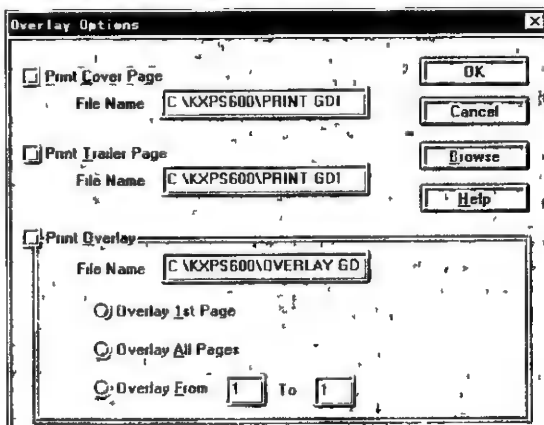 Overlay Options
Print Cover Page
File Name C \KXPS600\PRINT GDI
Print Trailer Page
File Name C \KXPS600\PRINT GDI
Print Overlay
File Name C \KXPS600\OVERLAY GD
Overlay 1st Page
Overlay All Pages
Overlay From 1 To 1
OK
Cancel
Browse
Help